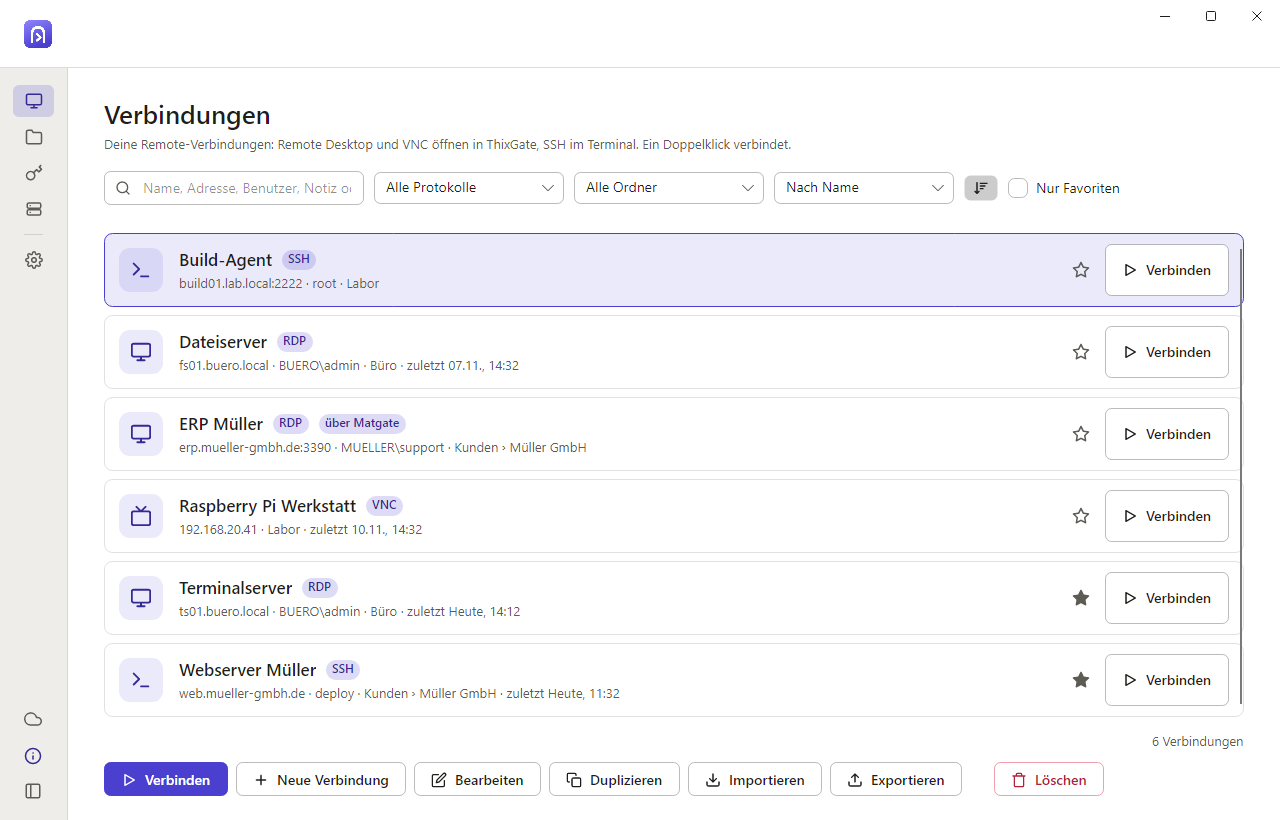 Verbindungen
Deine Remote-Verbindungen: Remote Desktop und VNC öffnen in ThixGate, SSH im Terminal. Ein Doppelklick verbindet.
Name, Adresse, Benutzer, Notiz o
Alle Protokolle
Alle Ordner
Nach Name
Nur Favoriten
Build-Agent SSH
build01.lab.local:2222 · root · Labor
Verbinden
Dateiserver RDP
fs01.buero.local · BUERO\admin · Büro · zuletzt 07.11., 14:32
Verbinden
ERP Müller RDP über Matgate
erp.mueller-gmbh.de:3390 · MUELLER\support · Kunden › Müller GmbH
Verbinden
Raspberry Pi Werkstatt VNC
192.168.20.41 · Labor · zuletzt 10.11., 14:32
Verbinden
Terminalserver RDP
ts01.buero.local · BUERO\admin · Büro · zuletzt Heute, 14:12
Verbinden
Webserver Müller SSH
web.mueller-gmbh.de · deploy · Kunden › Müller GmbH · zuletzt Heute, 11:32
Verbinden
6 Verbindungen
Verbinden
Neue Verbindung
Bearbeiten
Duplizieren
Importieren
Exportieren
Löschen